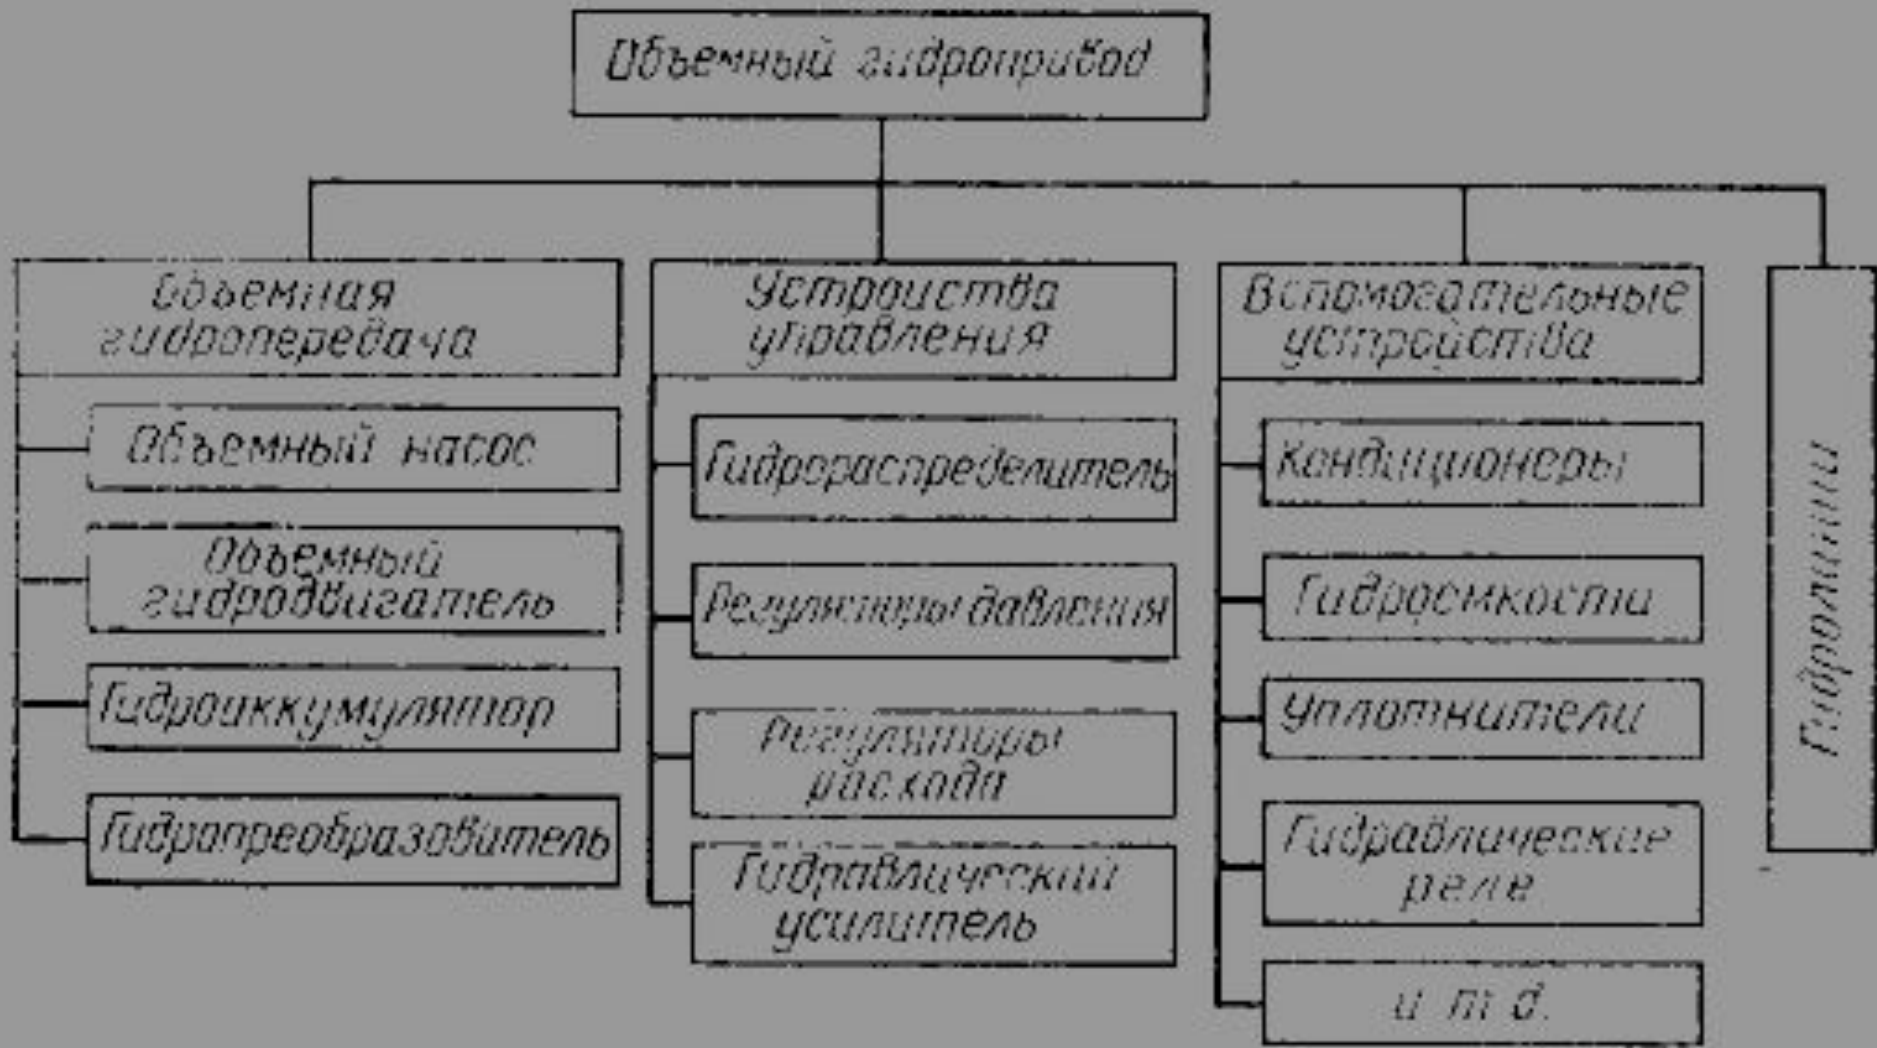 Объемный гидропривод
Объемная
гидропередача
Объемный насос
Объемный
гидродвигатель
Гидроаккумулятор
Гидропреобразователь
Устройства
управления
Гидрораспределитель
Регуляторы давления
Регуляторы
расхода
Гидравлический
усилитель
Вспомогательные
устройства
Кондиционеры
Гидроемкости
Уплотнители
Гидравлические
реле
и т д.
Гидролинии